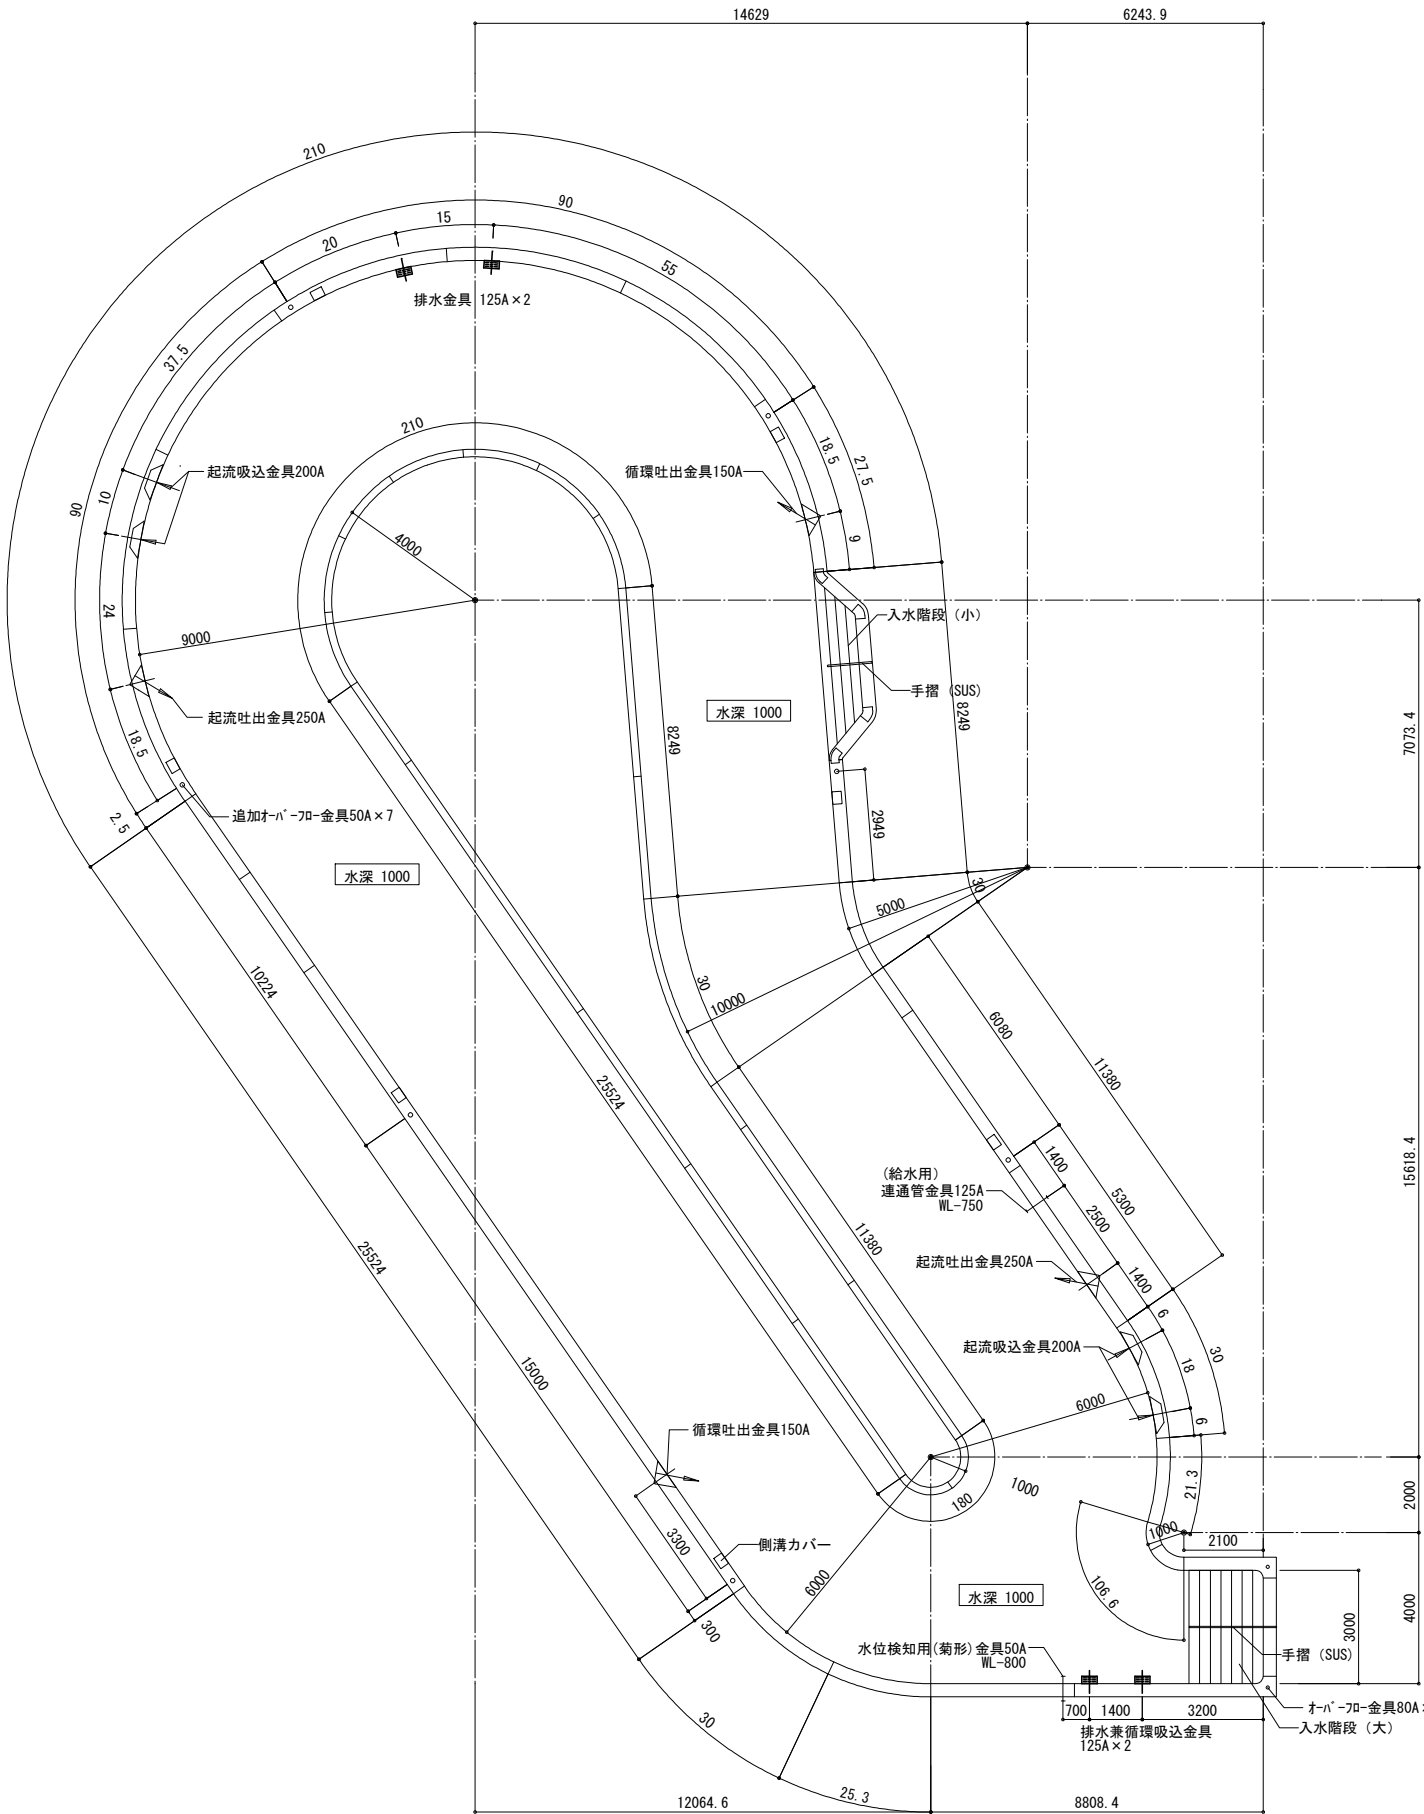 14629
6243.9
210
90
15
20
55
排水金具 125A×2
37.5
18.5
27.5
210
起流吸込金具200A
循環吐出金具150A
10
90
4000
9
24
入水階段（小）
9000
手摺（SUS）
水深 1000
起流吐出金具250A
8249
8249
7073.4
18.5
追加ｵｰﾊﾞｰﾌﾛｰ金具50A×7
2949
2.5
水深 1000
30
5000
10224
30
10000
6080
11380
25524
1400
(給水用)
連通管金具125A
WL-750
5300
15618.4
2500
11380
起流吐出金具250A
25524
1400
6
起流吸込金具200A
18
30
15000
6000
6
循環吐出金具150A
21.3
1000
180
2000
1000
2100
3300
側溝カバー
6000
106.6
水深 1000
3000
4000
300
水位検知用(菊形)金具50A
WL-800
手摺（SUS）
30
700
1400
3200
ｵｰﾊﾞｰﾌﾛｰ金具80A
入水階段（大）
排水兼循環吸込金具
125A×2
25.3
12064.6
8808.4